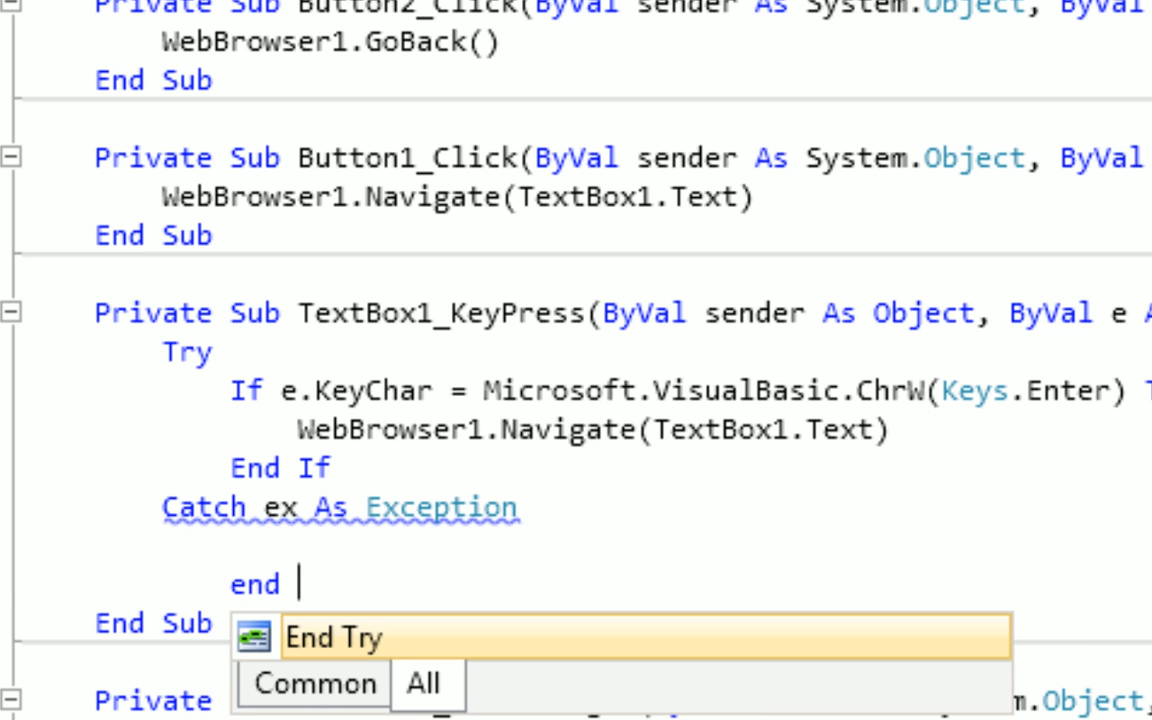 Private Sub Button2_Click(ByVal sender As System.Object, ByVal
WebBrowser1.GoBack()
End Sub
Private Sub Button1_Click(ByVal sender As System.Object, ByVal
WebBrowser1.Navigate(TextBox1.Text)
End Sub
Private Sub TextBox1_KeyPress(ByVal sender As Object, ByVal e
Try
If e.KeyChar = Microsoft.VisualBasic.ChrW(Keys.Enter)
WebBrowser1.Navigate(TextBox1.Text)
End If
Catch ex As Exception
end
End Sub
End Try
Common All
Private m.Object,